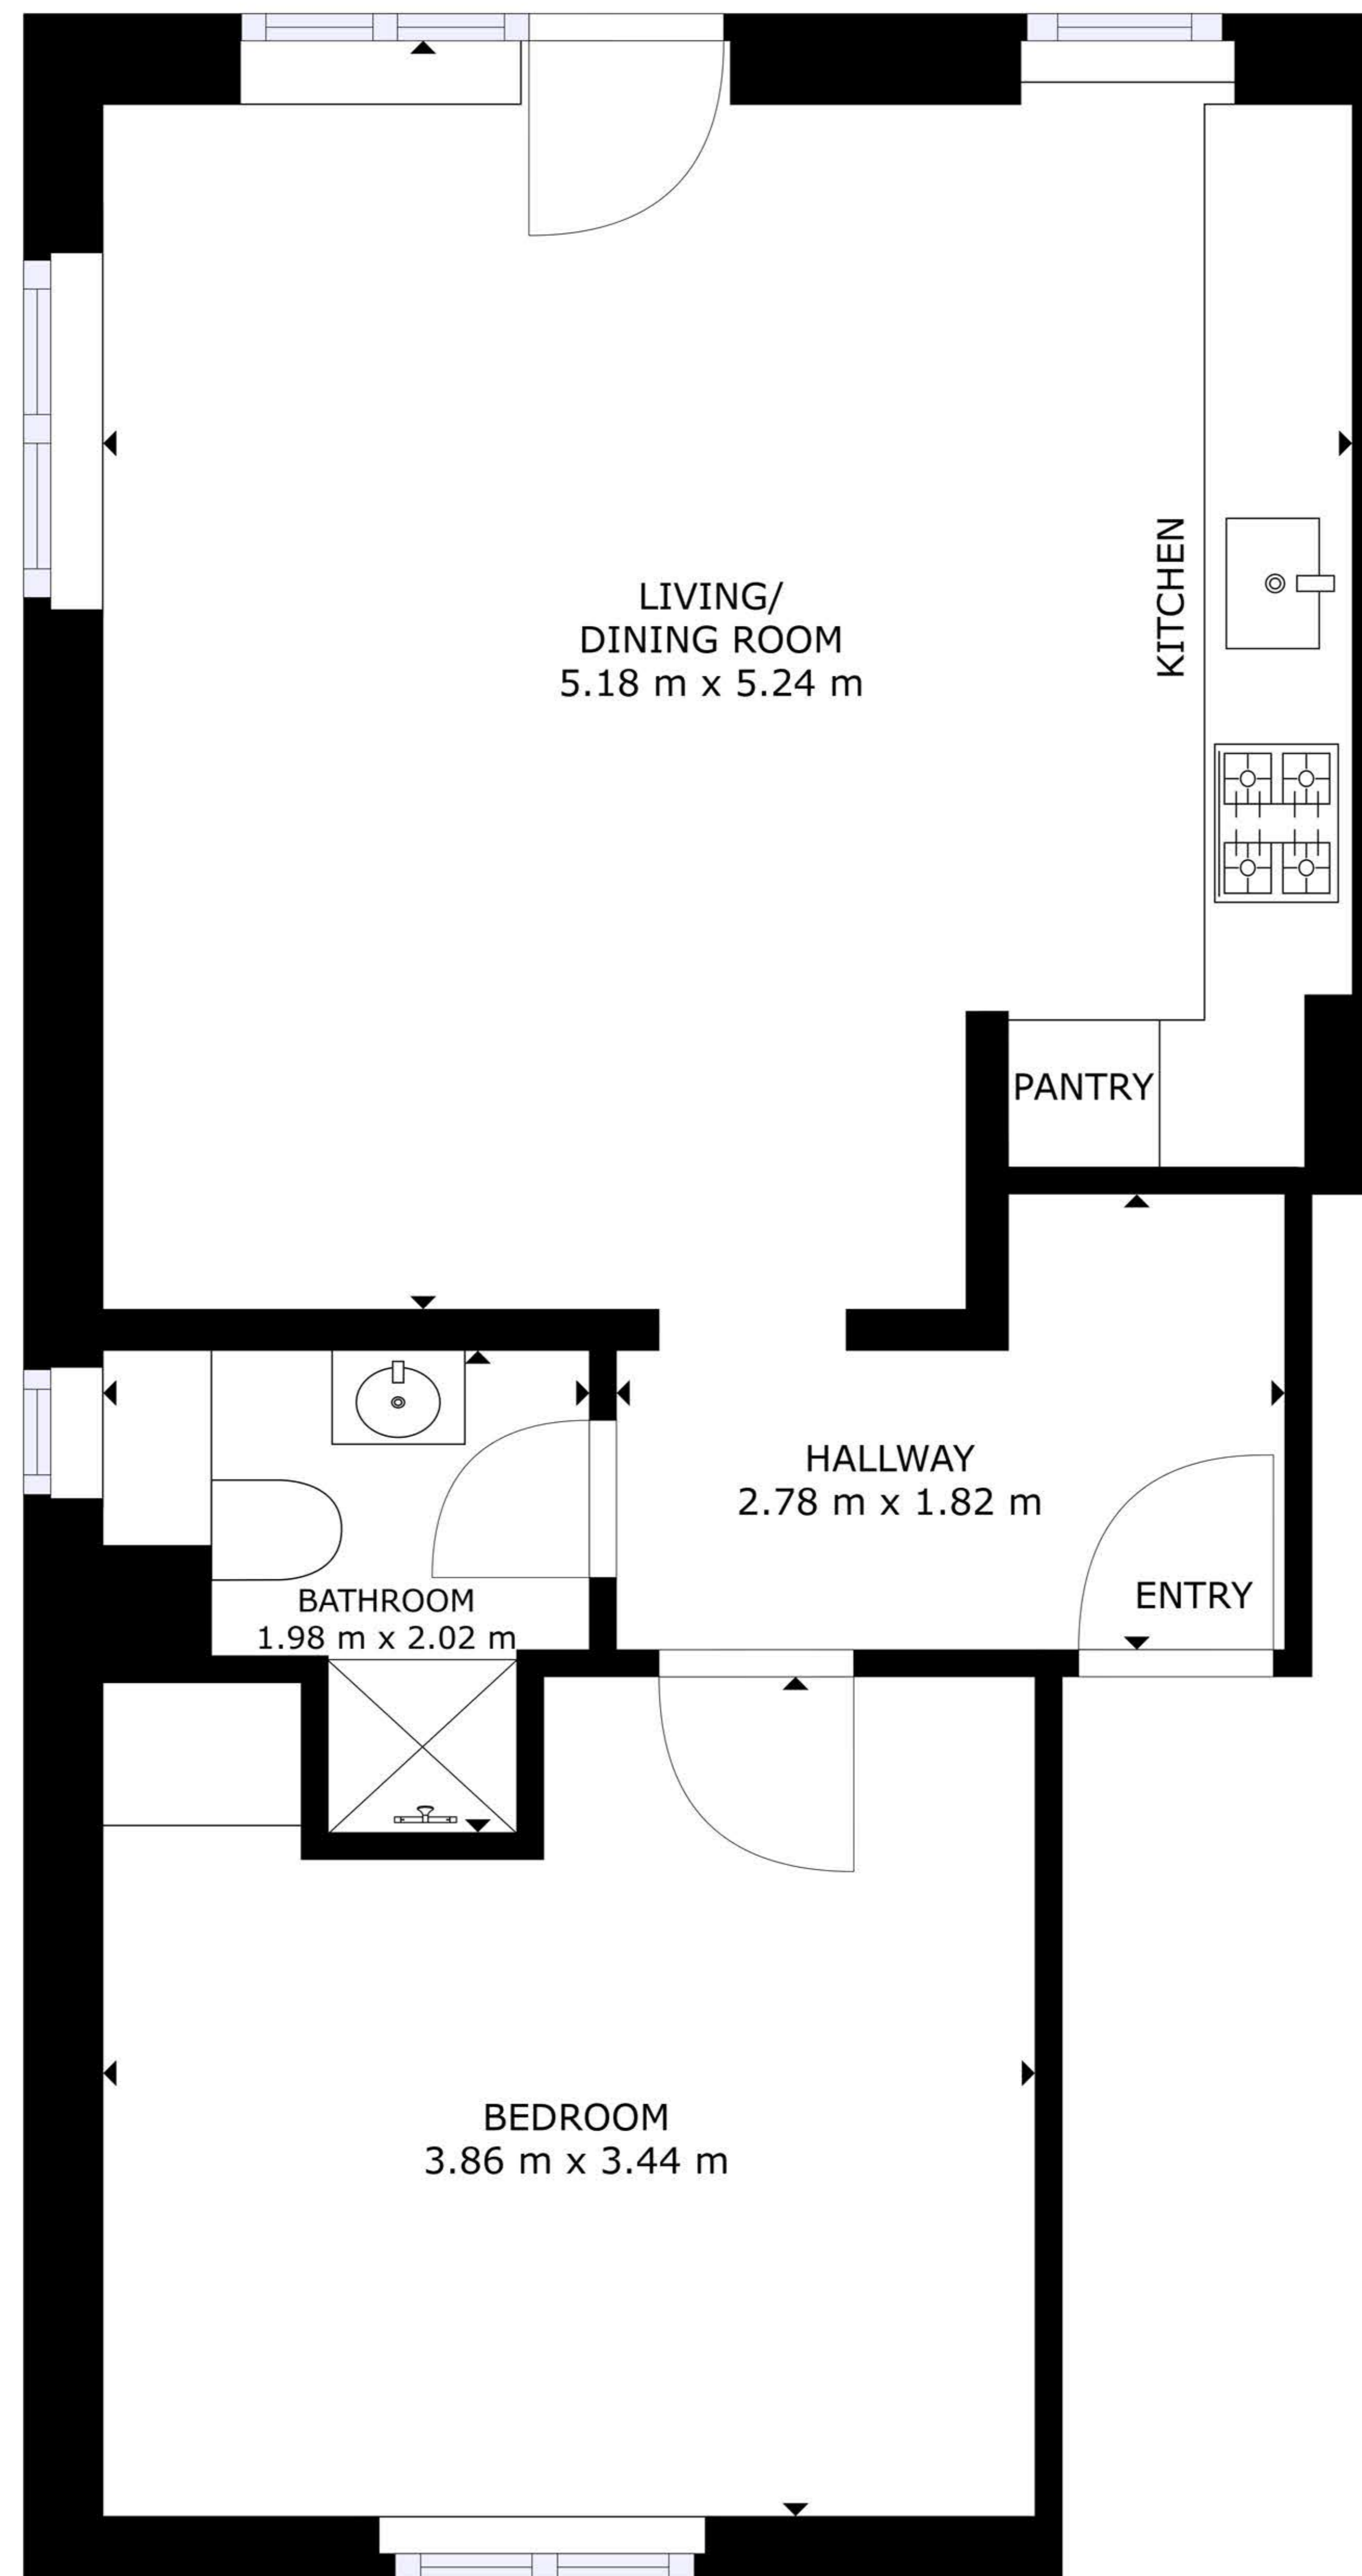 LIVING/
DINING ROOM
5.18 m x 5.24 m
KITCHEN
PANTRY
HALLWAY
2.78 m x 1.82 m
ENTRY
BATHROOM
1.98 m x 2.02 m
BEDROOM
3.86 m x 3.44 m